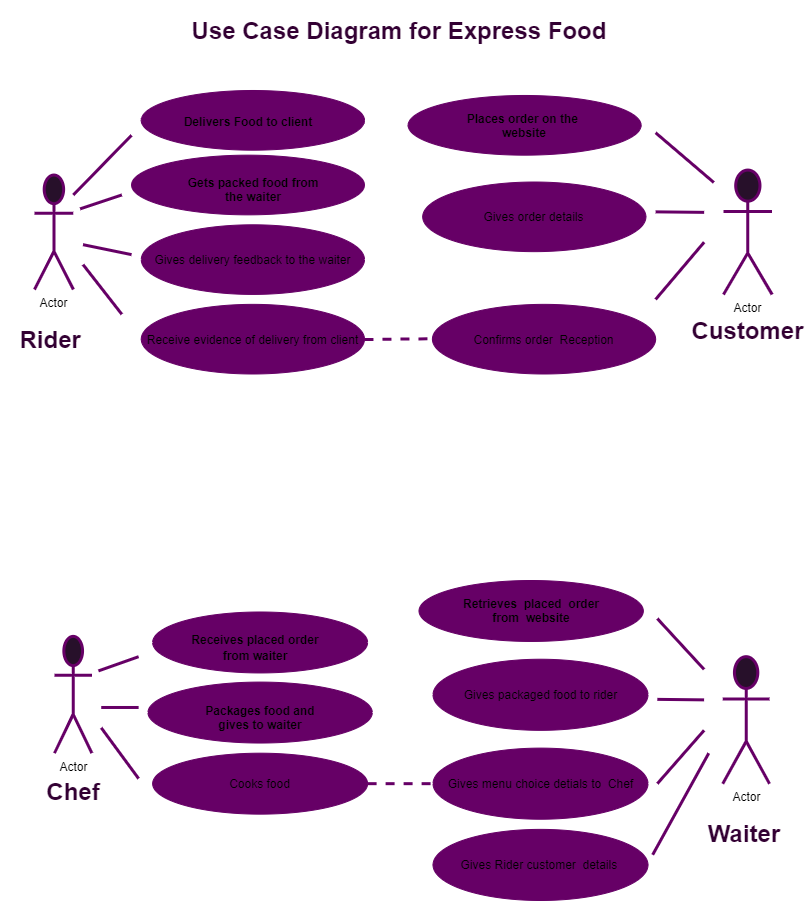 Use Case Diagram for Express Food
Delivers Food to client
Gets packed food from
the waiter
Gives delivery feedback to the waiter
Receive evidence of delivery from client
Actor
Rider
Places order on the
website
Gives order details
Confirms order  Reception
Actor
Customer
Receives placed order
from waiter
Packages food and
gives to waiter
Cooks food
Actor
Chef
Retrieves  placed  order
from  website
Gives packaged food to rider
Gives menu choice detials to  Chef
Gives Rider customer  details
Actor
Waiter